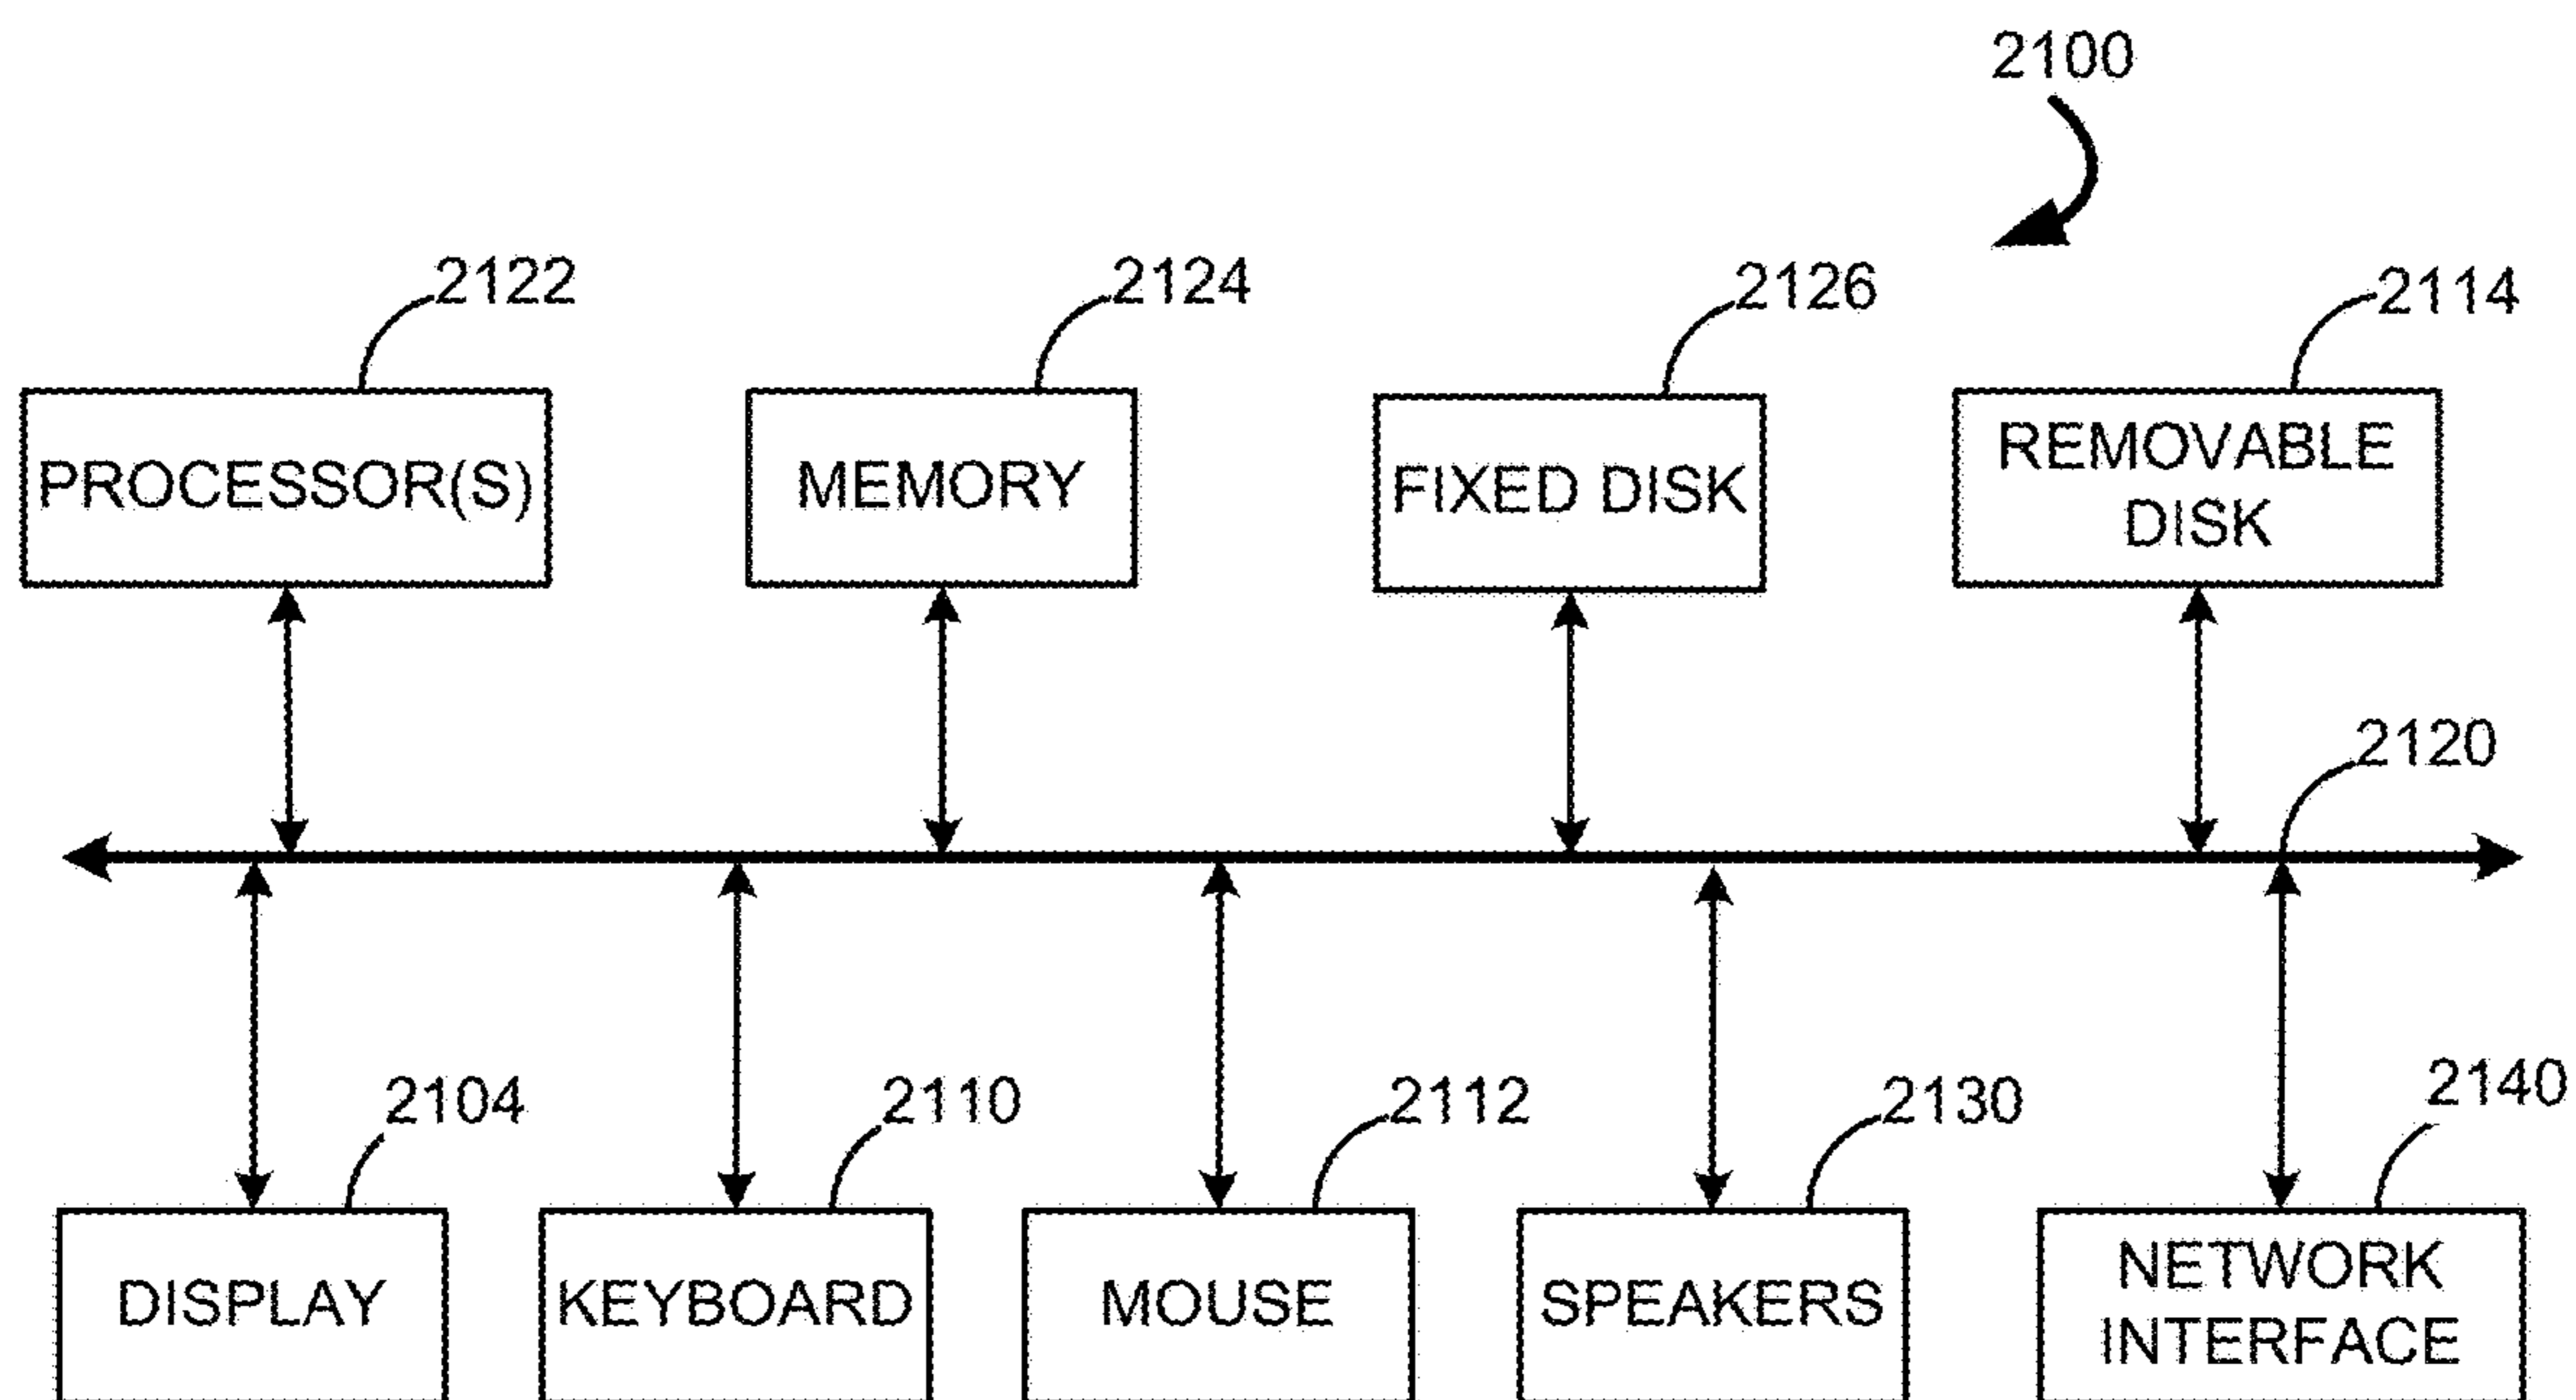 2100
2122
2124
2126
2114
PROCESSOR(S)
MEMORY
FIXED DISK
REMOVABLE
DISK
2120
2104
2110
2112
2130
2140
DISPLAY
KEYBOARD
MOUSE
SPEAKERS
NETWORK
INTERFACE